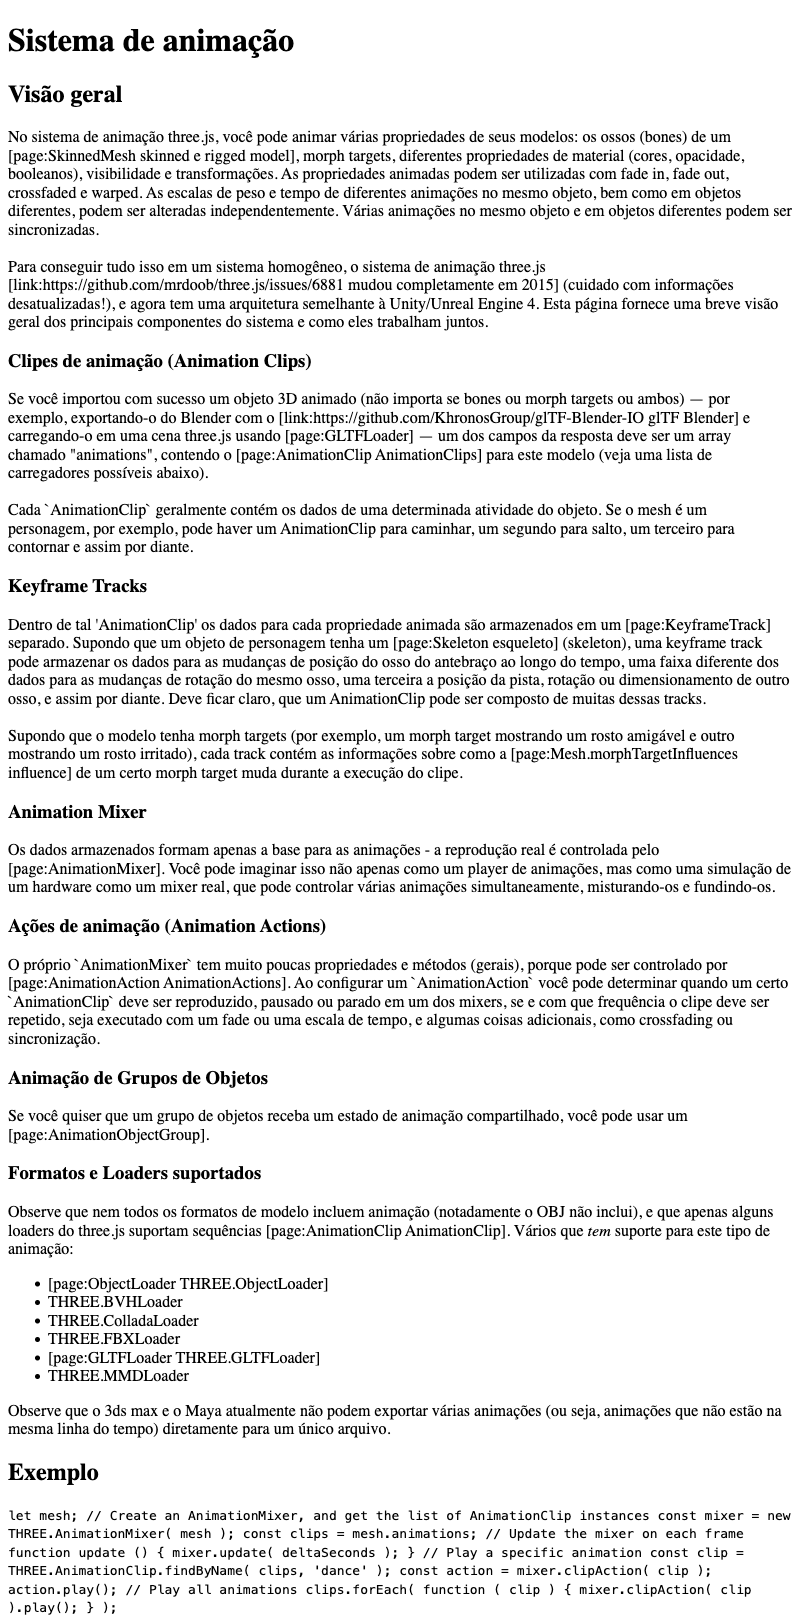 Sistema de animação
Visão geral
No sistema de animação three.js, você pode animar várias propriedades de seus modelos: os ossos (bones) de um
[page:SkinnedMesh skinned e rigged model], morph targets, diferentes propriedades de material (cores, opacidade,
booleanos), visibilidade e transformações. As propriedades animadas podem ser utilizadas com fade in, fade out,
crossfaded e warped. As escalas de peso e tempo de diferentes animações no mesmo objeto, bem como em objetos
diferentes, podem ser alteradas independentemente. Várias animações no mesmo objeto e em objetos diferentes podem ser
sincronizadas.
Para conseguir tudo isso em um sistema homogêneo, o sistema de animação three.js
[link:https://github.com/mrdoob/three.js/issues/6881 mudou completamente em 2015] (cuidado com informações
desatualizadas!), e agora tem uma arquitetura semelhante à Unity/Unreal Engine 4. Esta página fornece uma breve visão
geral dos principais componentes do sistema e como eles trabalham juntos.
Clipes de animação (Animation Clips)
Se você importou com sucesso um objeto 3D animado (não importa se bones ou morph targets ou ambos) — por
exemplo, exportando-o do Blender com o [link:https://github.com/KhronosGroup/glTF-Blender-IO glTF Blender] e
carregando-o em uma cena three.js usando [page:GLTFLoader] — um dos campos da resposta deve ser um array
chamado "animations", contendo o [page:AnimationClip AnimationClips] para este modelo (veja uma lista de
carregadores possíveis abaixo).
Cada `AnimationClip` geralmente contém os dados de uma determinada atividade do objeto. Se o mesh é um
personagem, por exemplo, pode haver um AnimationClip para caminhar, um segundo para salto, um terceiro para
contornar e assim por diante.
Keyframe Tracks
Dentro de tal 'AnimationClip' os dados para cada propriedade animada são armazenados em um [page:KeyframeTrack]
separado. Supondo que um objeto de personagem tenha um [page:Skeleton esqueleto] (skeleton), uma keyframe track
pode armazenar os dados para as mudanças de posição do osso do antebraço ao longo do tempo, uma faixa diferente dos
dados para as mudanças de rotação do mesmo osso, uma terceira a posição da pista, rotação ou dimensionamento de outro
osso, e assim por diante. Deve ficar claro, que um AnimationClip pode ser composto de muitas dessas tracks.
Supondo que o modelo tenha morph targets (por exemplo, um morph target mostrando um rosto amigável e outro
mostrando um rosto irritado), cada track contém as informações sobre como a [page:Mesh.morphTargetInfluences
influence] de um certo morph target muda durante a execução do clipe.
Animation Mixer
Os dados armazenados formam apenas a base para as animações - a reprodução real é controlada pelo
[page:AnimationMixer]. Você pode imaginar isso não apenas como um player de animações, mas como uma simulação de
um hardware como um mixer real, que pode controlar várias animações simultaneamente, misturando-os e fundindo-os.
Ações de animação (Animation Actions)
O próprio `AnimationMixer` tem muito poucas propriedades e métodos (gerais), porque pode ser controlado por
[page:AnimationAction AnimationActions]. Ao configurar um `AnimationAction` você pode determinar quando um certo
`AnimationClip` deve ser reproduzido, pausado ou parado em um dos mixers, se e com que frequência o clipe deve ser
repetido, seja executado com um fade ou uma escala de tempo, e algumas coisas adicionais, como crossfading ou
sincronização.
Animação de Grupos de Objetos
Se você quiser que um grupo de objetos receba um estado de animação compartilhado, você pode usar um
[page:AnimationObjectGroup].
Formatos e Loaders suportados
Observe que nem todos os formatos de modelo incluem animação (notadamente o OBJ não inclui), e que apenas alguns
loaders do three.js suportam sequências [page:AnimationClip AnimationClip]. Vários que tem suporte para este tipo de
animação:
• [page:ObjectLoader THREE.ObjectLoader]
• THREE.BVHLoader
• THREE.ColladaLoader
• THREE.FBXLoader
• [page:GLTFLoader THREE.GLTFLoader]
• THREE.MMDLoader
Observe que o 3ds max e o Maya atualmente não podem exportar várias animações (ou seja, animações que não estão na
mesma linha do tempo) diretamente para um único arquivo.
Exemplo
let mesh; // Create an AnimationMixer, and get the list of AnimationClip instances const mixer = new
THREE.AnimationMixer( mesh ); const clips = mesh.animations; // Update the mixer on each frame
function update () { mixer.update( deltaSeconds ); } // Play a specific animation const clip =
THREE.AnimationClip.findByName( clips, 'dance' ); const action = mixer.clipAction( clip );
action.play(); // Play all animations clips.forEach( function ( clip ) { mixer.clipAction( clip
).play(); } );